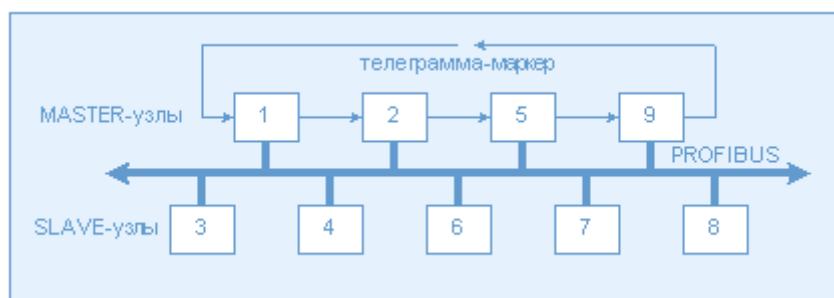 телеграмма-маркер
MASTER-узлы 1 2 5 9
PROFIBUS
SLAVE-узлы 3 4 6 7 8